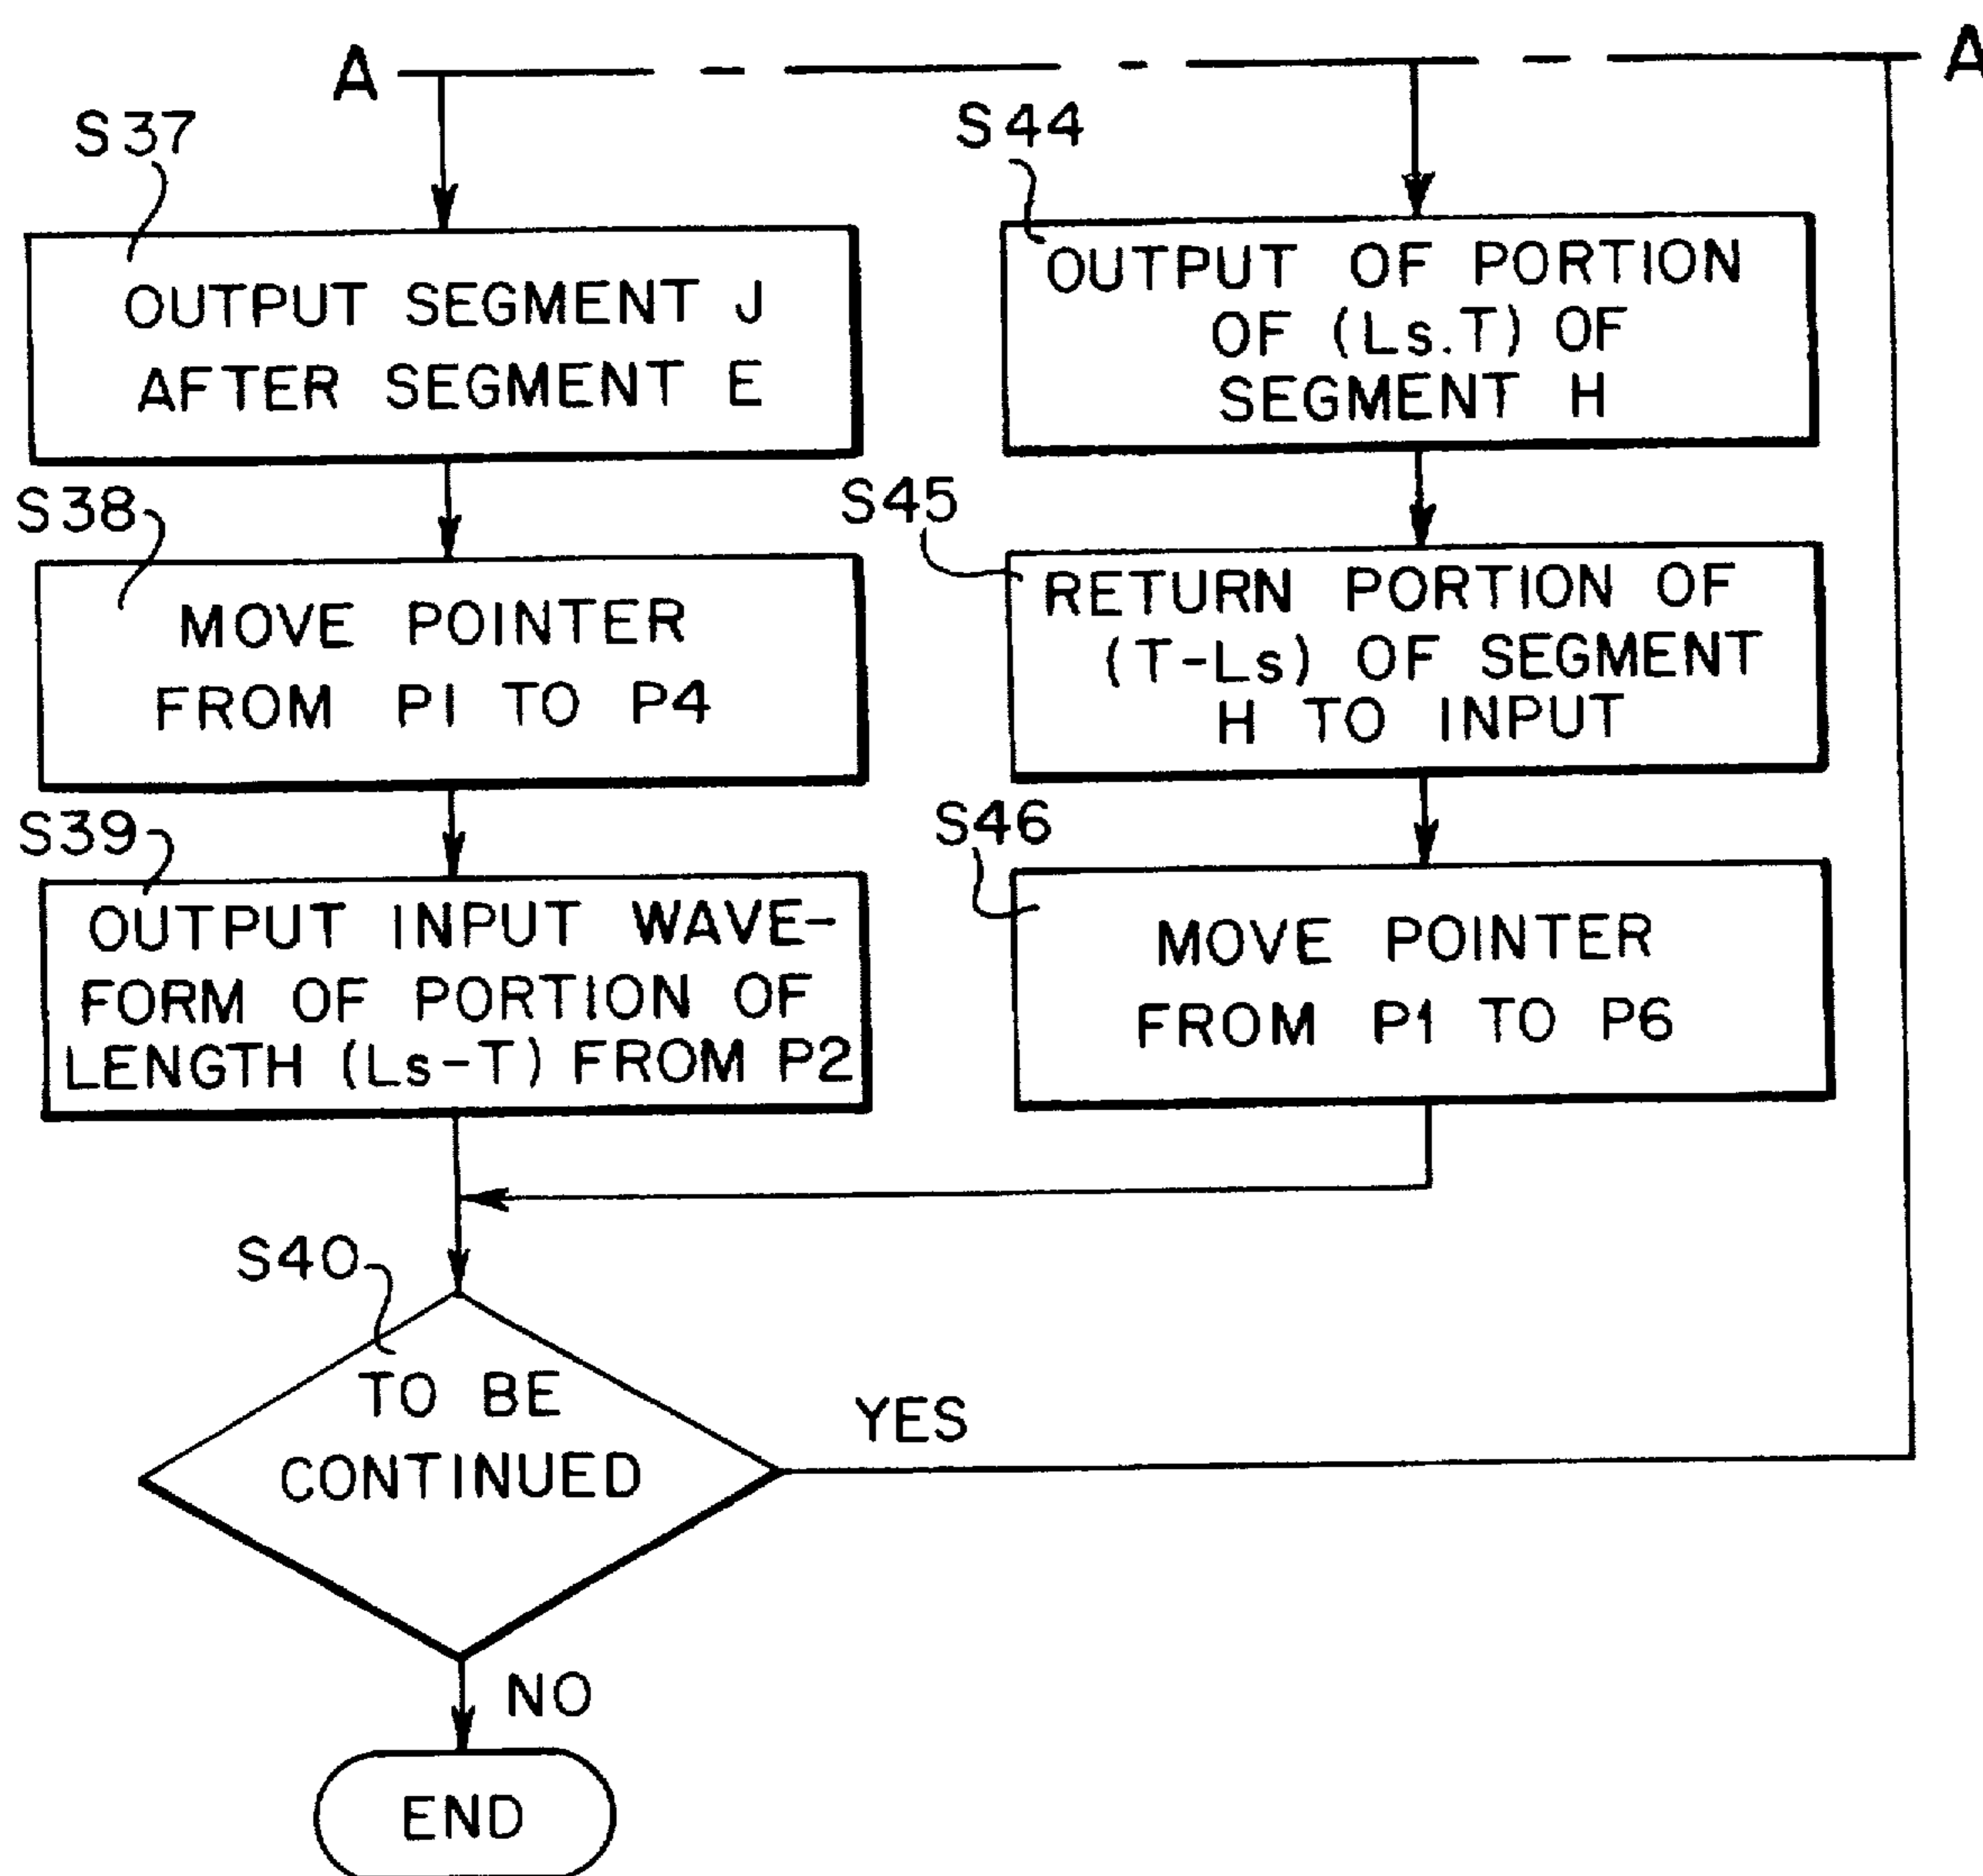 A
A
S37
OUTPUT SEGMENT J
AFTER SEGMENT E
S38
MOVE POINTER
FROM P1 TO P4
S39
OUTPUT INPUT WAVE-
FORM OF PORTION OF
LENGTH (Ls-T) FROM P2
S44
OUTPUT OF PORTION
OF (Ls.T) OF
SEGMENT H
S45
RETURN PORTION OF
(T-Ls) OF SEGMENT
H TO INPUT
S46
MOVE POINTER
FROM P1 TO P6
S40
TO BE
CONTINUED
YES
NO
END